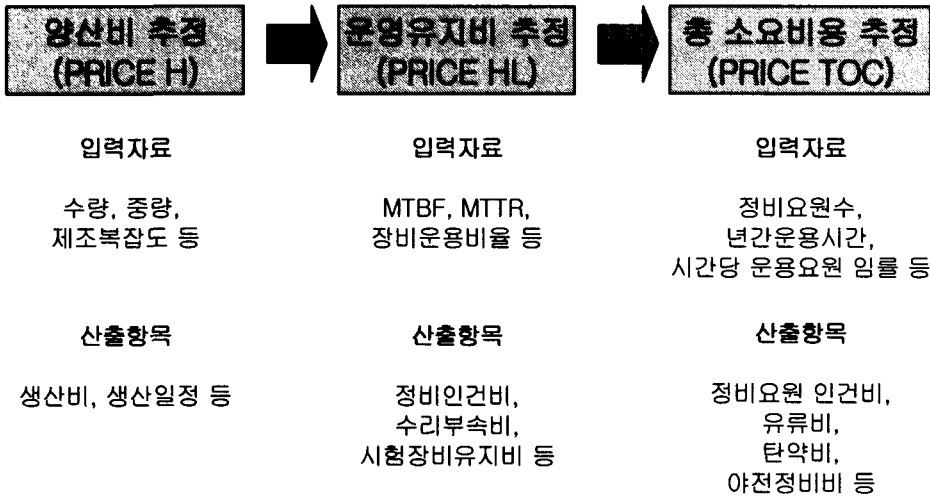 양산비 추정
(PRICE H)
운영유지비 추정
(PRICE HL)
총 소요비용 추정
(PRICE TOC)
입력자료
수량, 중량,
제조복잡도 등
산출항목
생산비, 생산일정 등
입력자료
MTBF, MTTR,
장비운용비율 등
산출항목
정비인건비,
수리부속비,
시험장비유지비 등
입력자료
정비요원수,
년간운용시간,
시간당 운용요원 임률 등
산출항목
정비요원 인건비,
유류비,
탄약비,
야전정비비 등